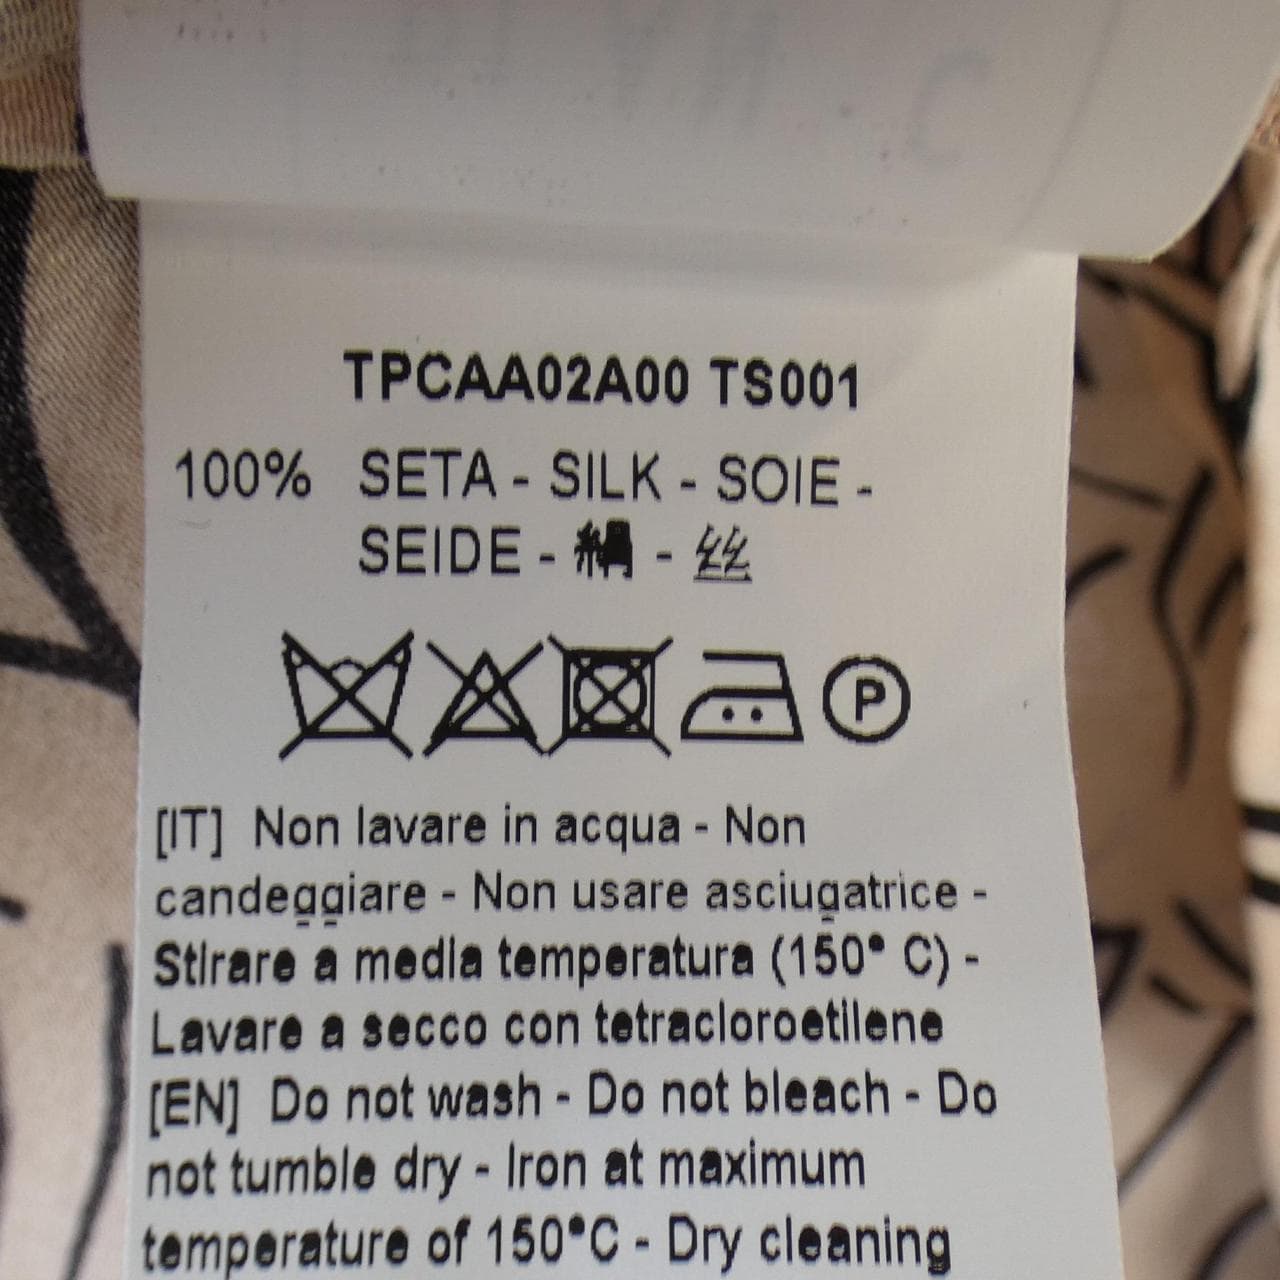 TPCAA02A00 TS001
100% SETA - SILK - SOIE -
SEIDE - 絹 - 丝
P
[IT] Non lavare in acqua - Non
candeggiare - Non usare asciugatrice -
Stirare a media temperatura (150° C) -
Lavare a secco con tetracloroetilene
[EN] Do not wash - Do not bleach - Do
not tumble dry - Iron at maximum
temperature of 150°C - Dry cleaning